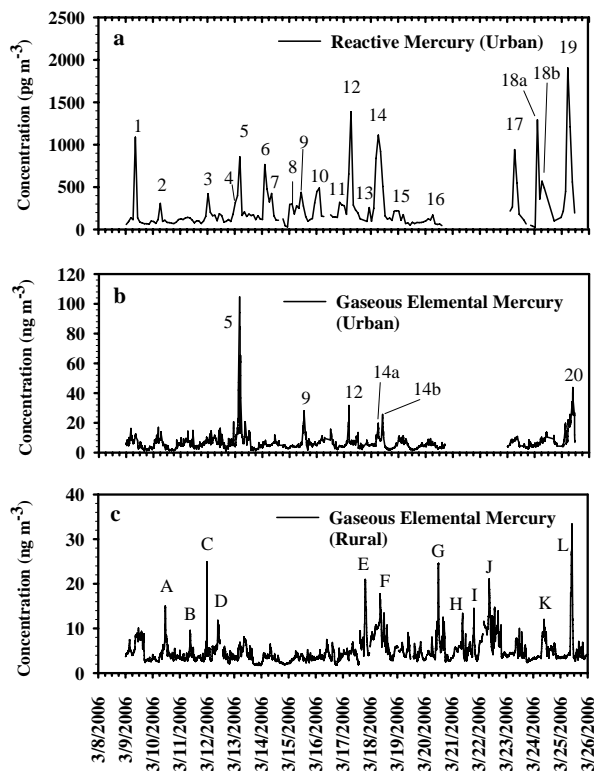 a
Reactive Mercury (Urban)
Concentration (pg m-3)
2500
2000
1500
1000
500
0
1
2
3
4
5
6
7
8
9
10
11
12
13
14
15
16
17
18a
18b
19
b
Gaseous Elemental Mercury
(Urban)
Concentration (ng m-3)
120
100
80
60
40
20
0
5
9
12
14a
14b
20
c
Gaseous Elemental Mercury
(Rural)
Concentration (ng m-3)
40
30
20
10
0
A
B
C
D
E
F
G
H
I
J
K
L
3/8/2006
3/9/2006
3/10/2006
3/11/2006
3/12/2006
3/13/2006
3/14/2006
3/15/2006
3/16/2006
3/17/2006
3/18/2006
3/19/2006
3/20/2006
3/21/2006
3/22/2006
3/23/2006
3/24/2006
3/25/2006
3/26/2006